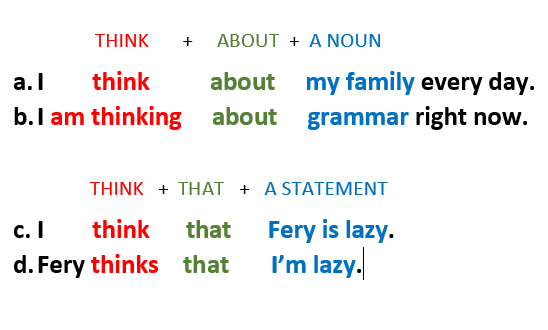 THINK + ABOUT + A NOUN
a. I think about my family every day.
b. I am thinking about grammar right now.
THINK + THAT + A STATEMENT
c. I think that Fery is lazy.
d. Fery thinks that I’m lazy.